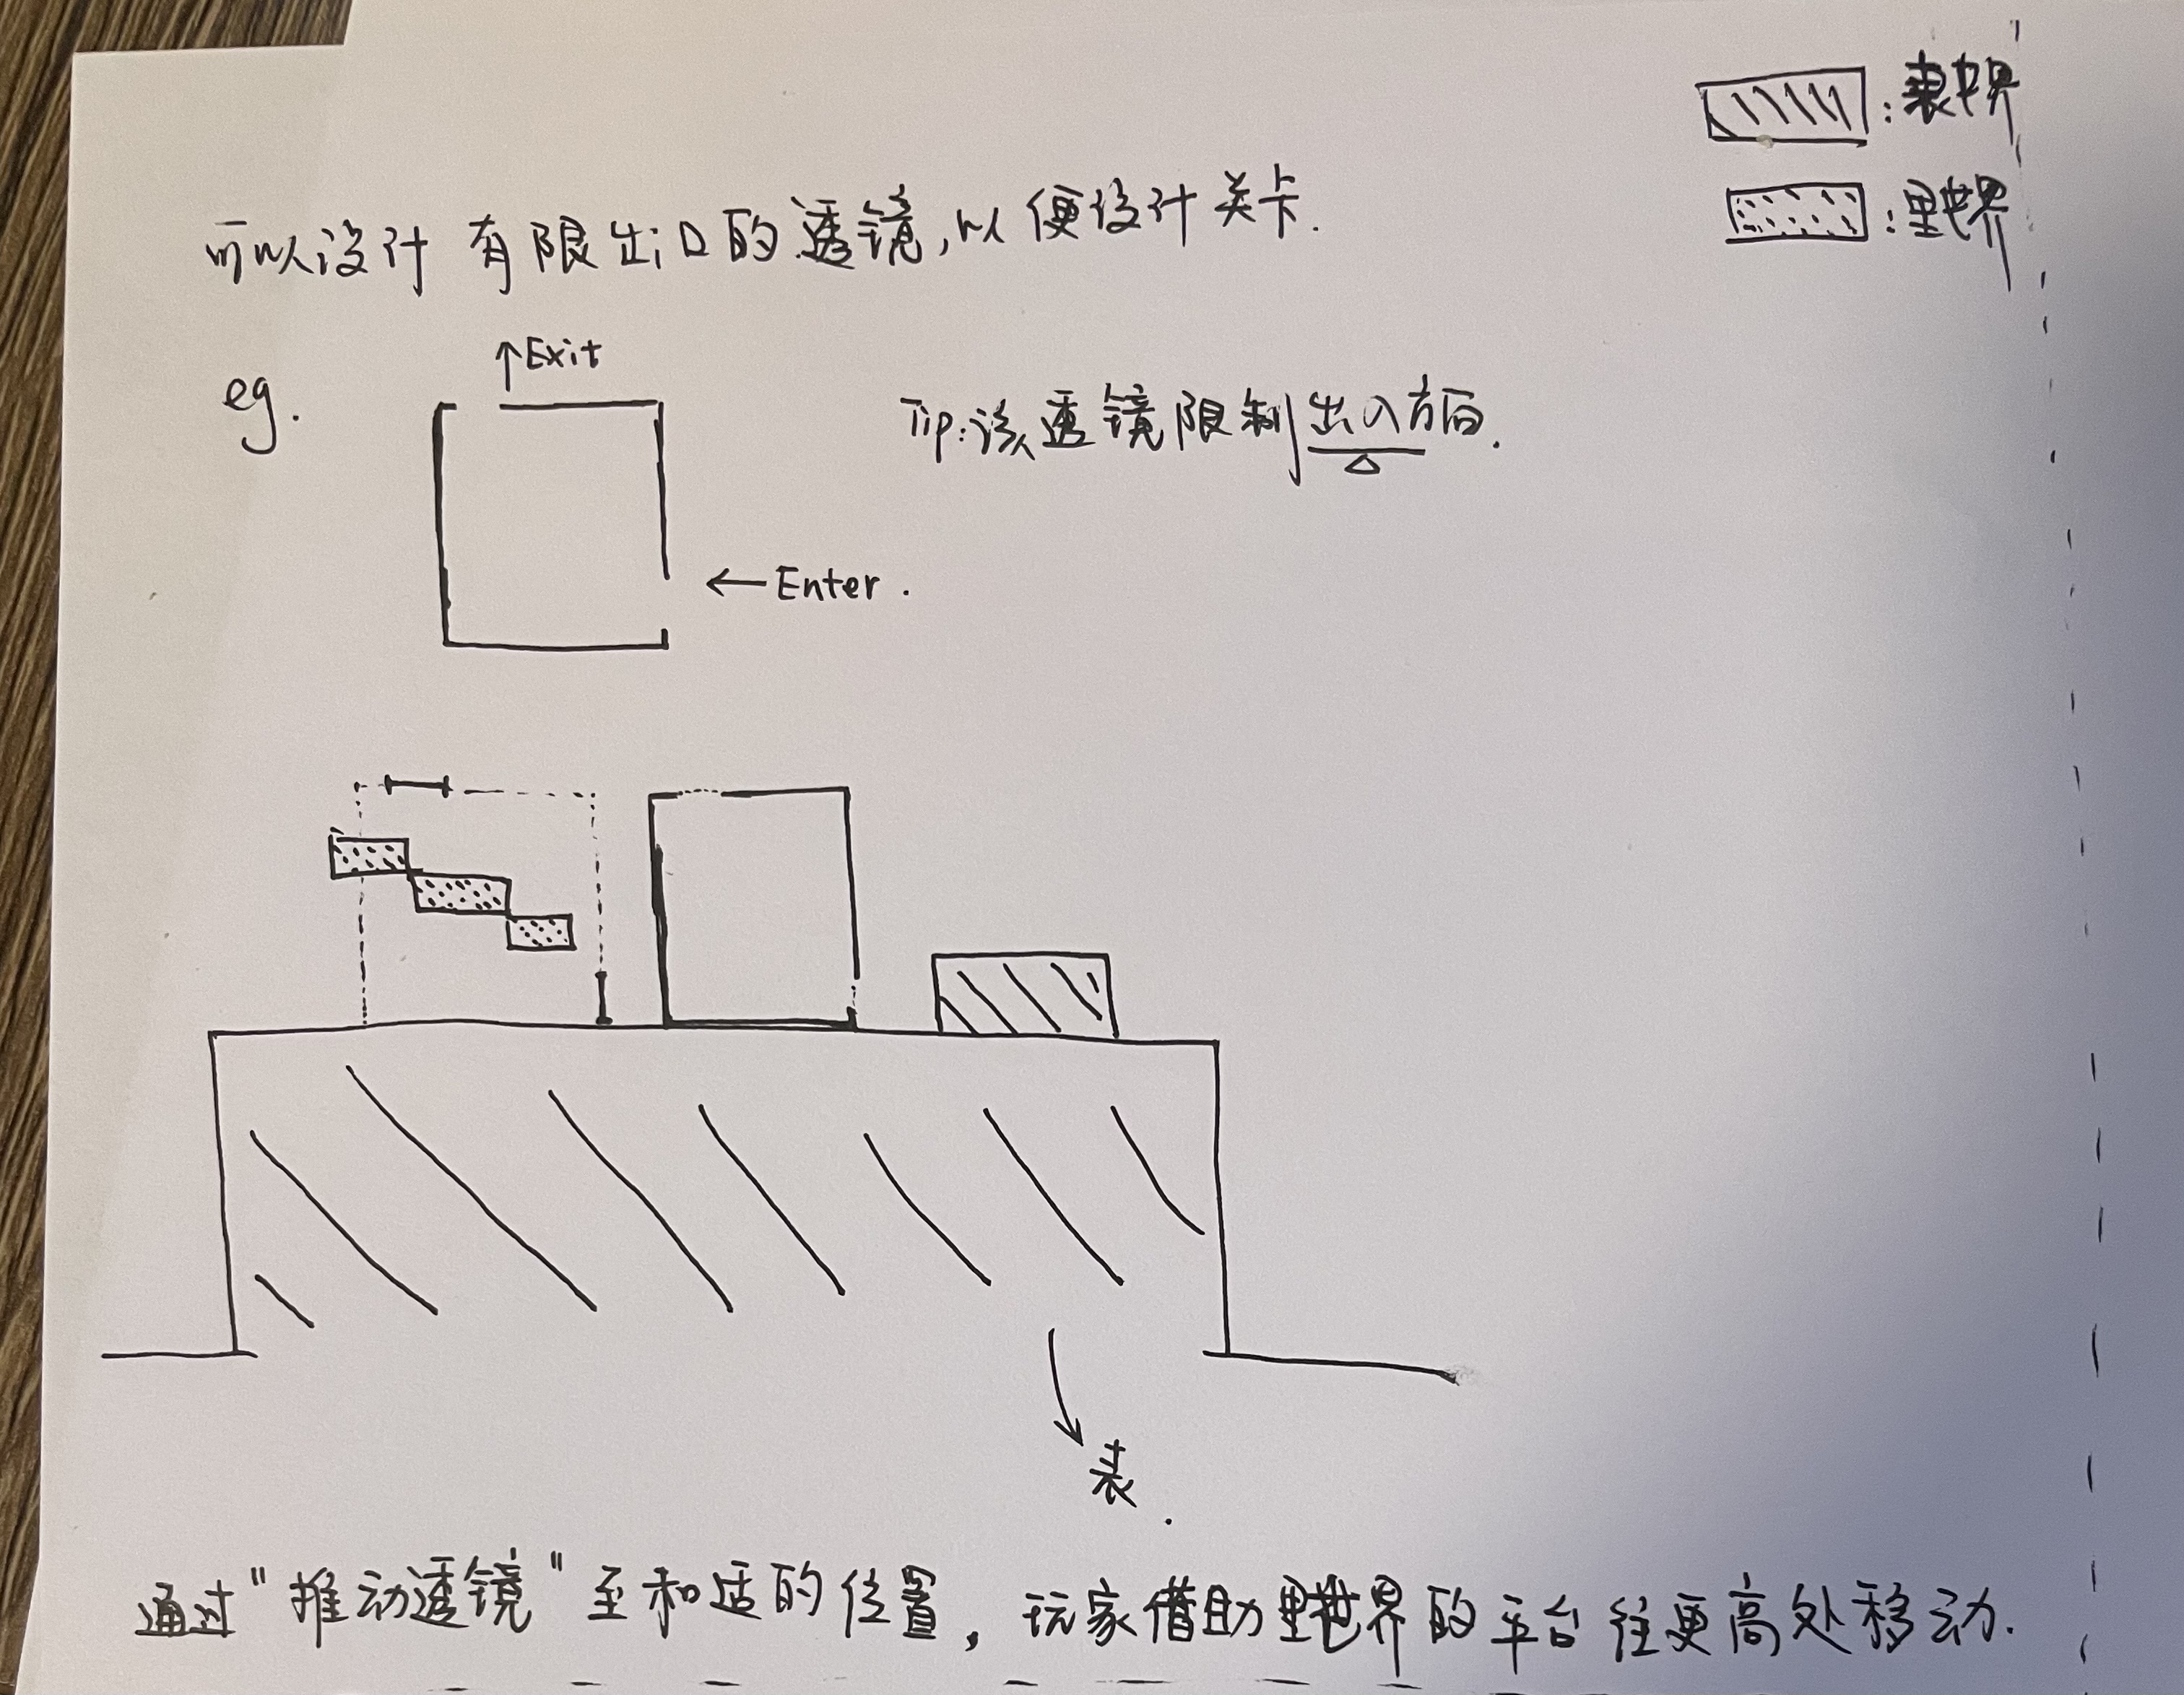 :表世界
:里世界
可以设计有限出口的透镜,以便设计关卡.
↑Exit
eg.
Tip:该透镜限制出入方向.
←Enter.
表.
通过"推动透镜"至和适的位置,玩家借助里世界的平台往更高处移动.